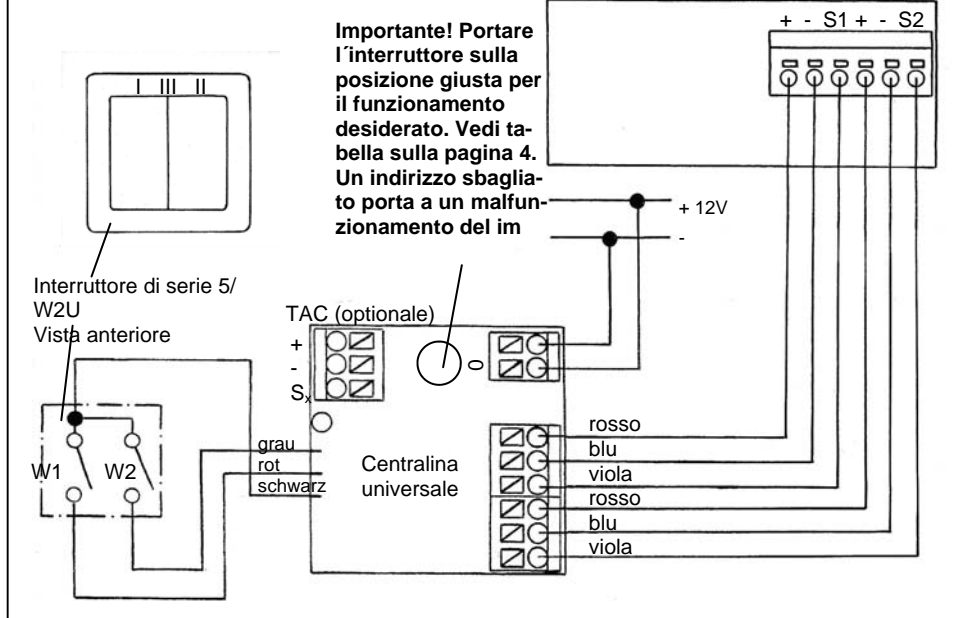 Importante! Portare
l´interruttore sulla
posizione giusta per
il funzionamento
desiderato. Vedi ta-
bella sulla pagina 4.
Un indirizzo sbaglia-
to porta a un malfun-
zionamento del im
+ - S1 + - S2
I III II
+ 12V
-
Interruttore di serie 5/
W2U
Vista anteriore
TAC (optionale)
+
-
Sx
0
W1 W2
grau
rot
schwarz
Centralina
universale
rosso
blu
viola
rosso
blu
viola